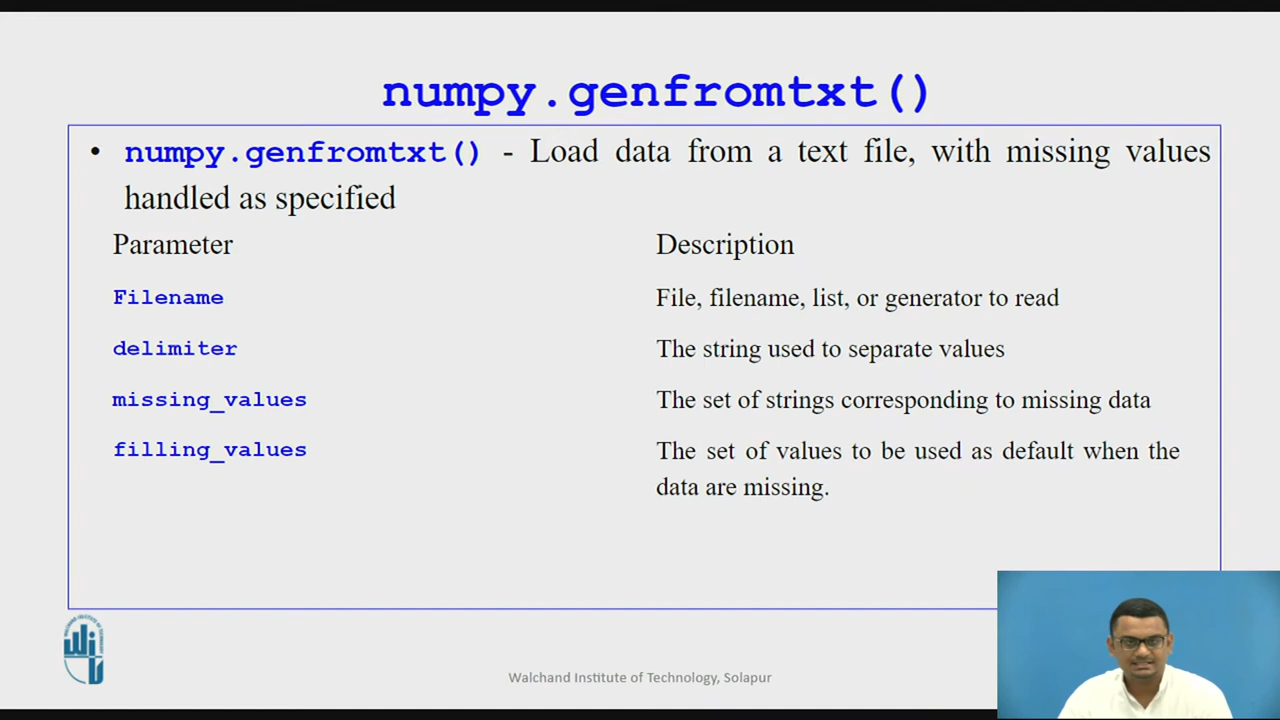 numpy.genfromtxt()
• numpy.genfromtxt() - Load data from a text file, with missing values
handled as specified
Parameter Description
Filename File, filename, list, or generator to read
delimiter The string used to separate values
missing_values The set of strings corresponding to missing data
filling_values The set of values to be used as default when the
data are missing.
Walchand Institute of Technology, Solapur